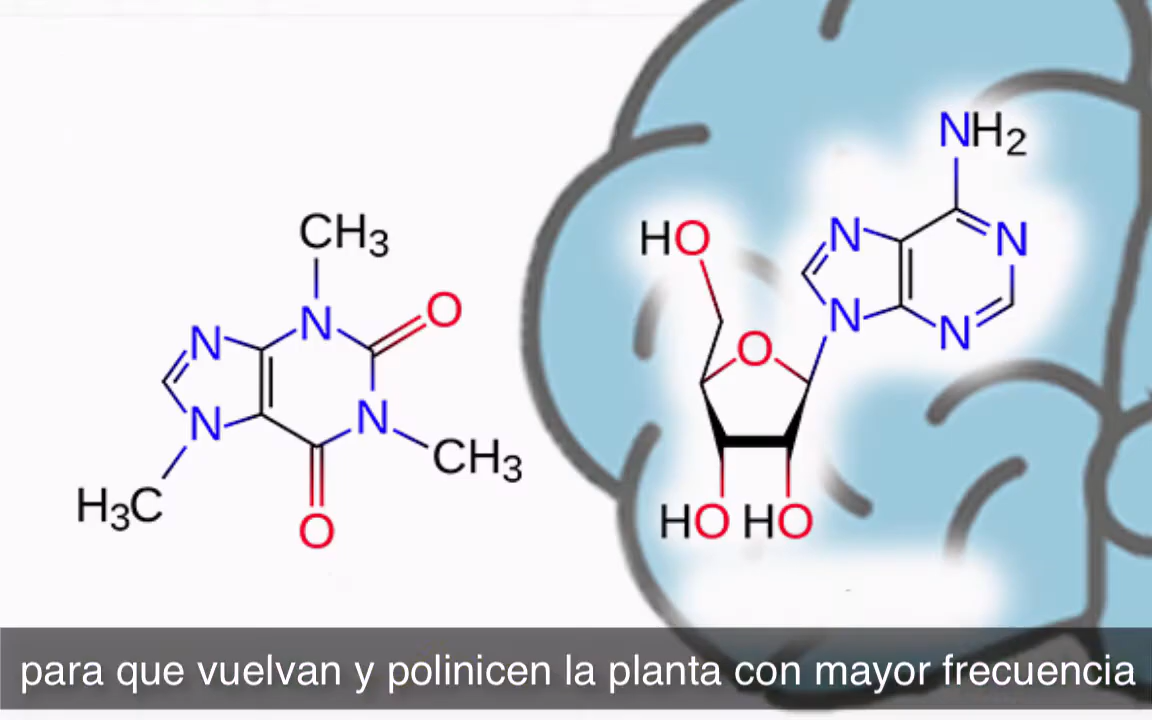 NH2
HO
N
N
CH3
N
N
O
O
N
N
N
N
CH3
H3C
HO HO
O
para que vuelvan y polinicen la planta con mayor frecuencia